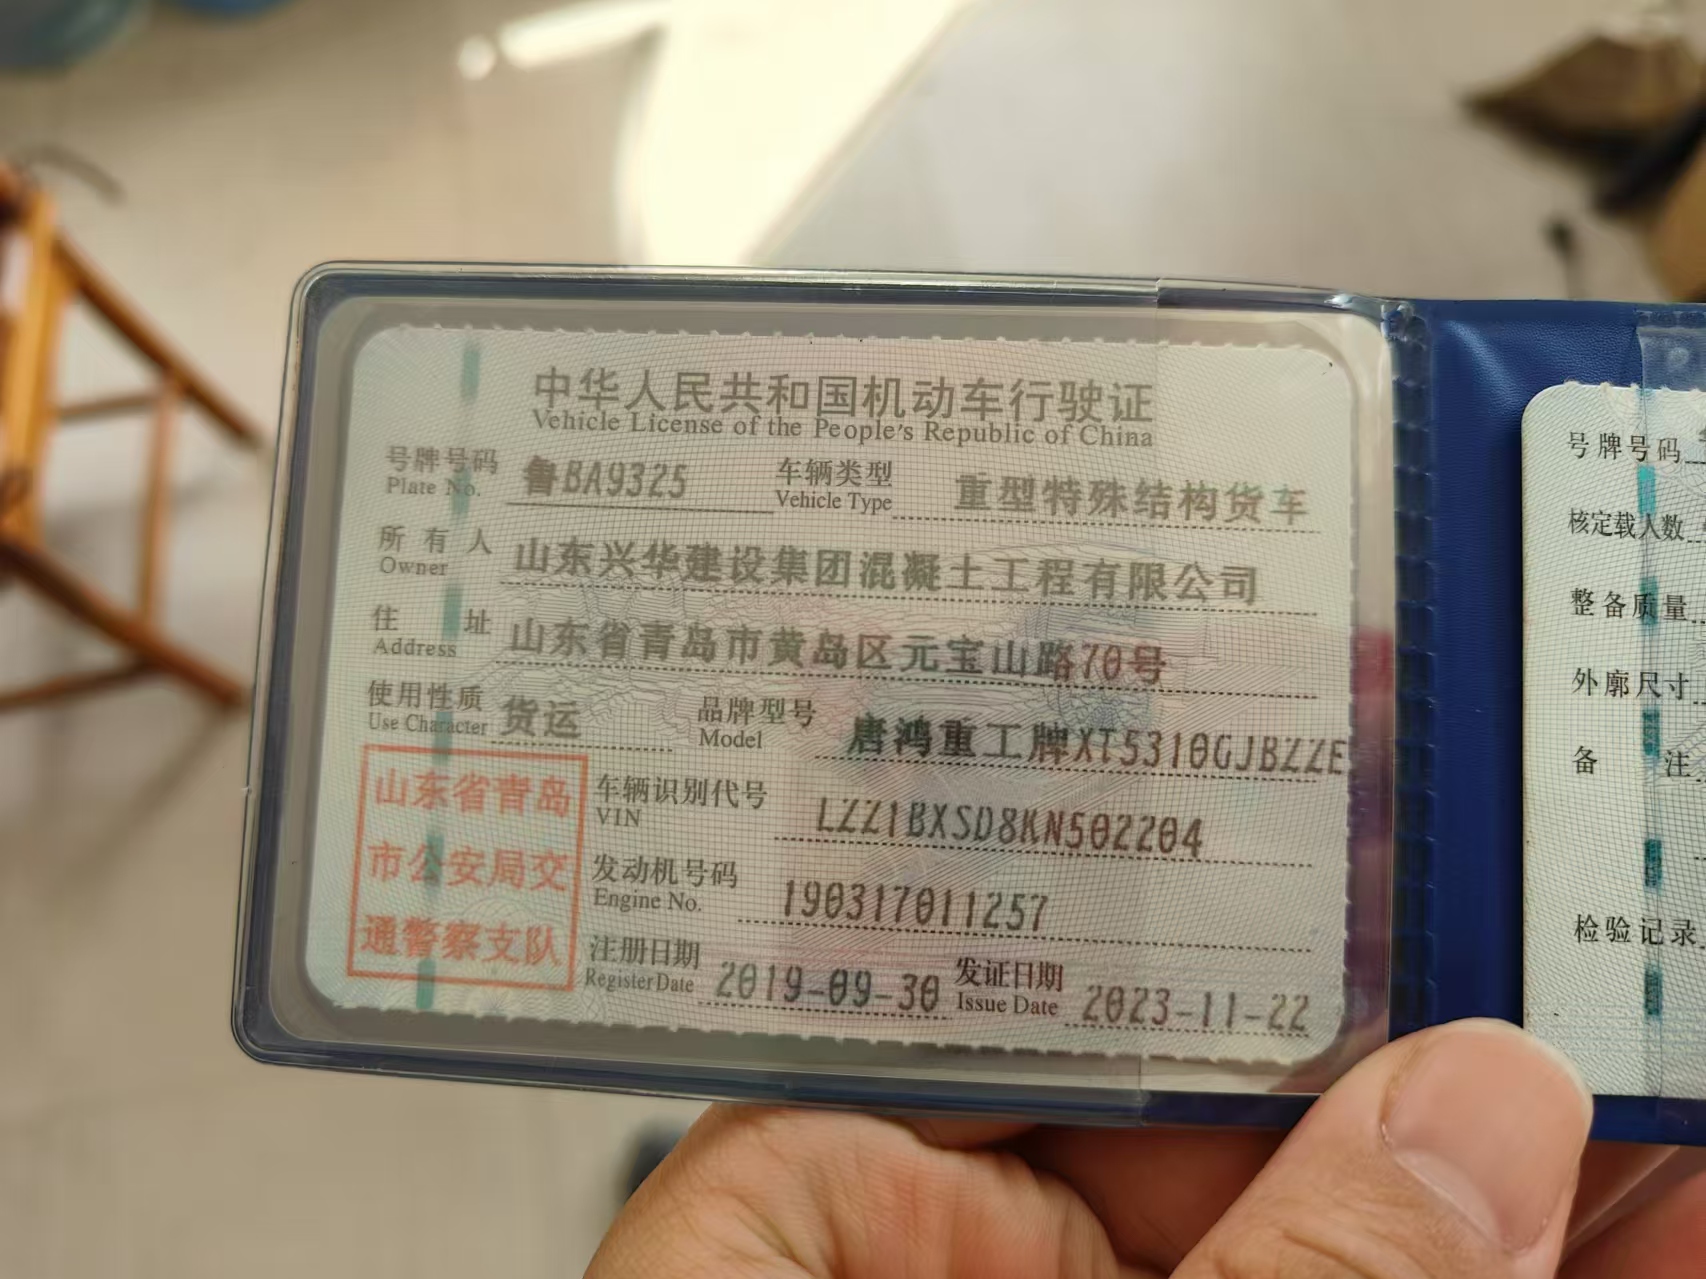 中华人民共和国机动车行驶证
Vehicle License of the People's Republic of China
号牌号码 鲁BA9325 车辆类型 重型特殊结构货车
Plate No. Vehicle Type
所有人 山东兴华建设集团混凝土工程有限公司
Owner
住址 山东省青岛市黄岛区元宝山路70号
Address
使用性质 货运 品牌型号 唐鸿重工牌XT5310GJBZZE
Use Character Model
山东省青岛
市公安局交
通警察支队
车辆识别代号 LZZ1BXSD8KN502204
VIN
发动机号码 190317011257
Engine No.
注册日期 2019-09-30 发证日期 2023-11-22
Register Date Issue Date
号牌号码
核定载人数
整备质量
外廓尺寸
备注
检验记录